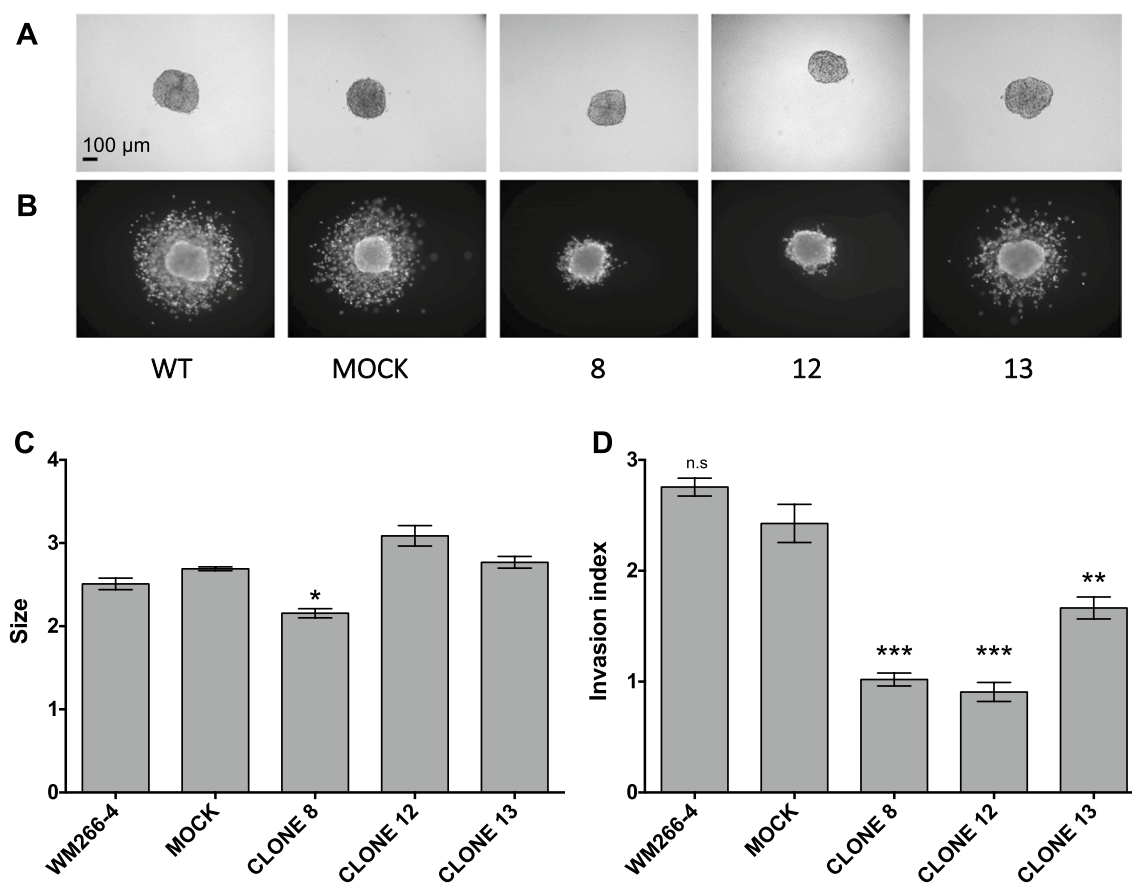 A
100 µm
B
WT MOCK 8 12 13
C
4
3
2
1
0
Size
*
WM266-4 MOCK CLONE 8 CLONE 12 CLONE 13
D
3
2
1
0
Invasion index
n.s
*** *** **
WM266-4 MOCK CLONE 8 CLONE 12 CLONE 13